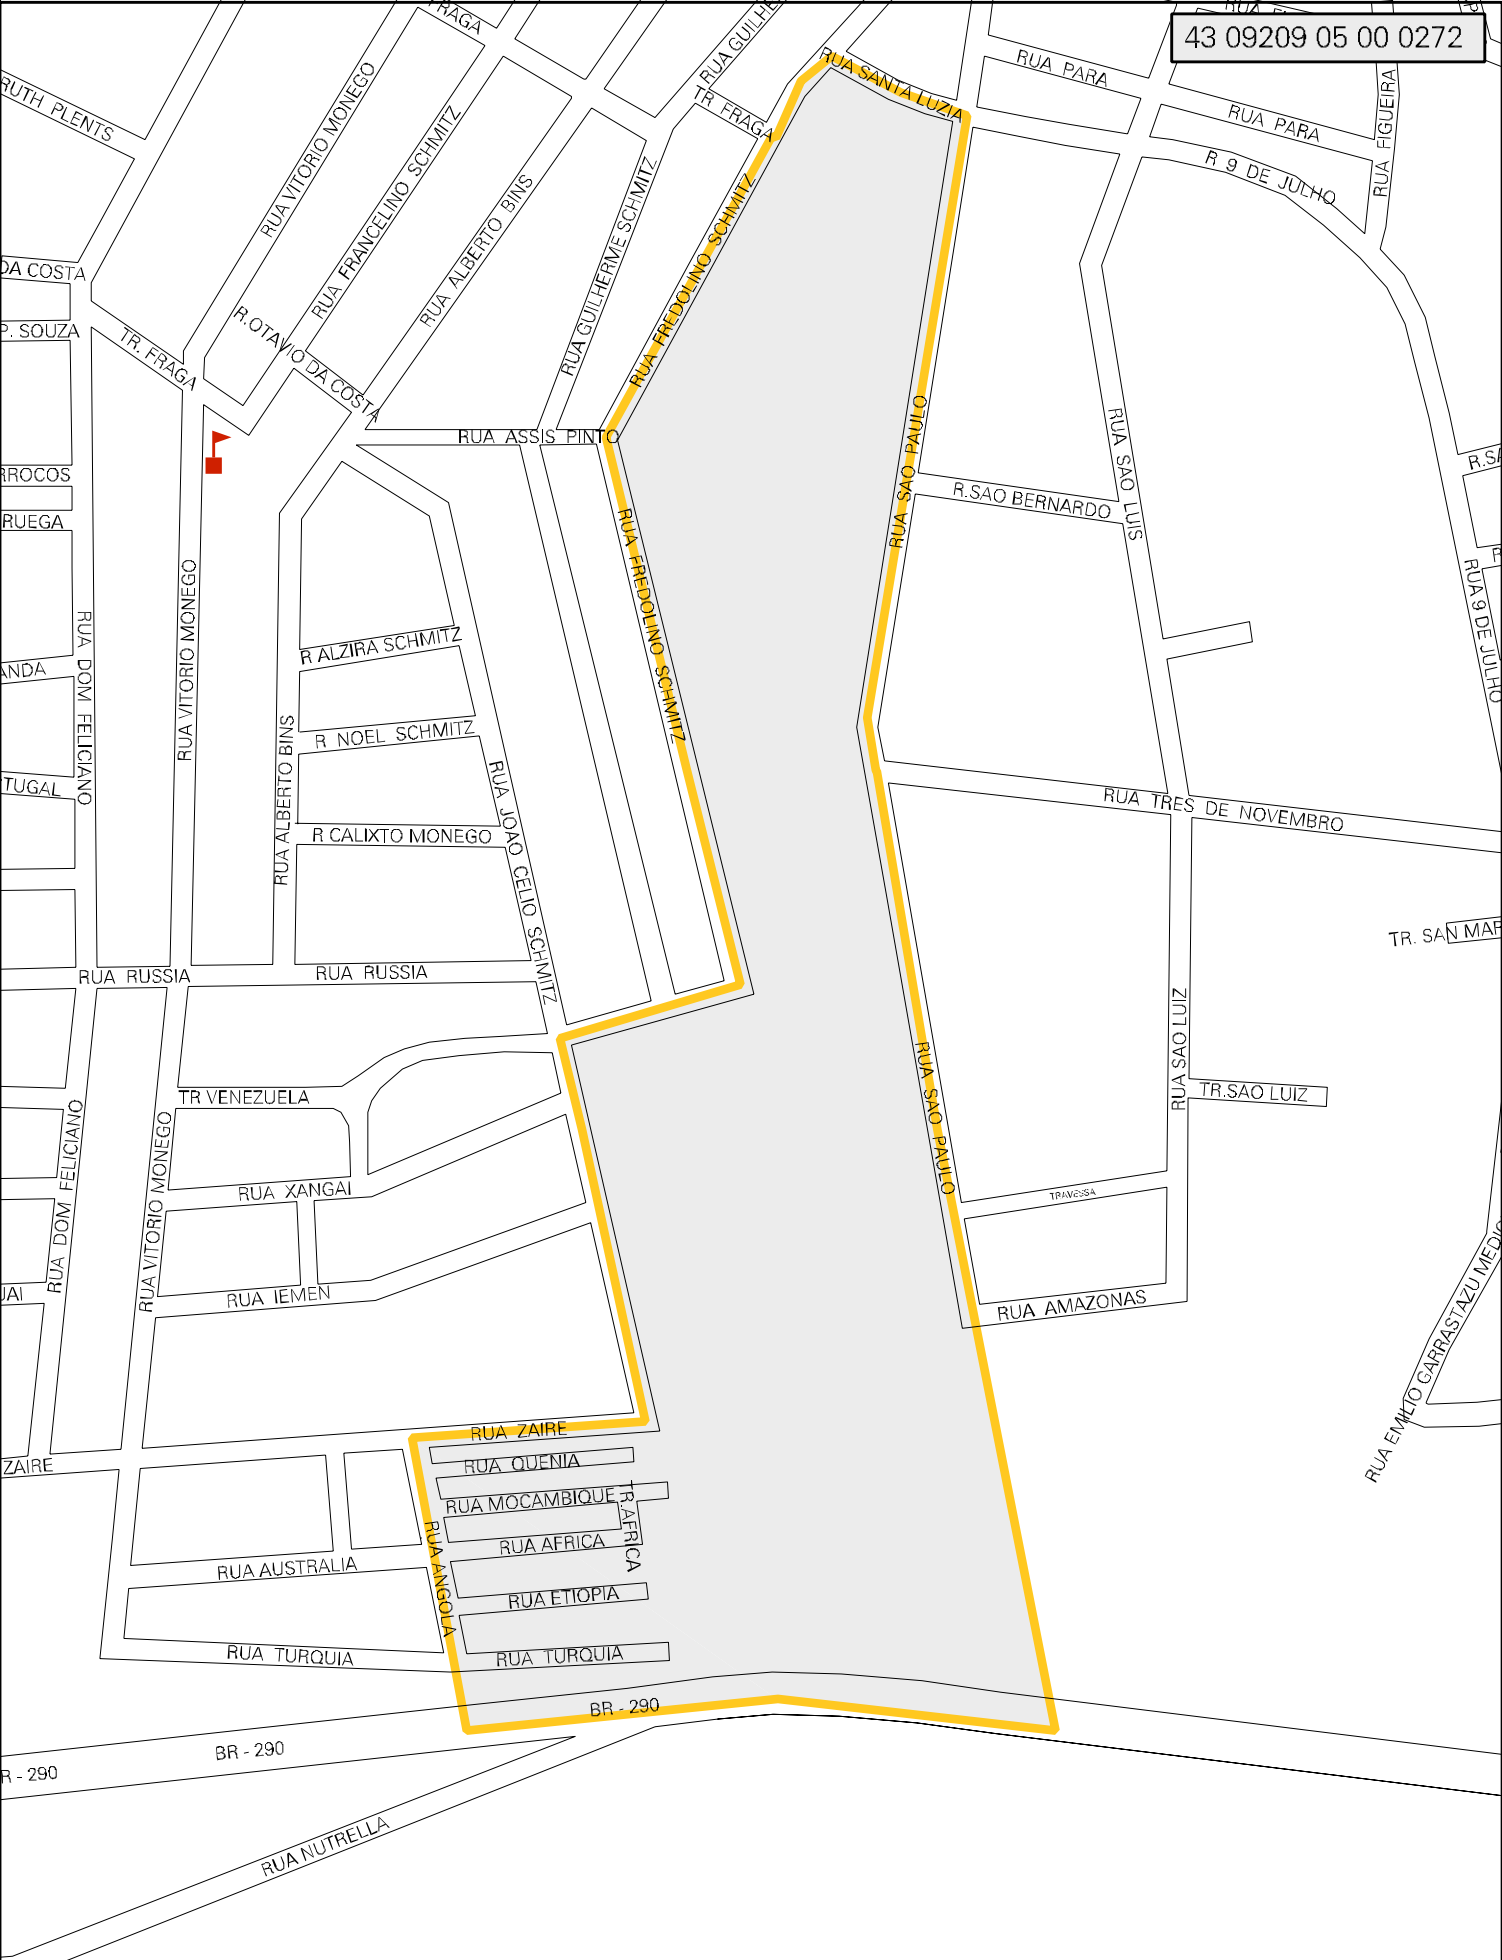 43 09209 05 00 0272
FRAGA
RUA GUILHE
RUA SANTA LUZIA
RUA PARA
RUA PARA
RUA FIGUEIRA
R 9 DE JULHO
RUTH PLENTS
RUA VITORIO MONEGO
RUA FRANCELINO SCHMITZ
RUA ALBERTO BINS
TR. FRAGA
RUA GUILHERME SCHMITZ
RUA FREDOLINO SCHMITZ
DA COSTA
P. SOUZA
TR. FRAGA
R.OTAVIO DA COSTA
RUA ASSIS PINTO
RUA SAO PAULO
RUA SAO LUIS
R.SAO BERNARDO
R.SA
RROCOS
RUEGA
RUA FREDOLINO SCHMITZ
RUA 9 DE JULHO
RUA DOM FELICIANO
RUA VITORIO MONEGO
R ALZIRA SCHMITZ
ANDA
R NOEL SCHMITZ
RUA ALBERTO BINS
RUA JOAO CELIO SCHMITZ
TUGAL
R CALIXTO MONEGO
RUA TRES DE NOVEMBRO
TR. SAN MAR
RUA RUSSIA
RUA RUSSIA
RUA SAO LUIZ
TR.SAO LUIZ
TR VENEZUELA
RUA SAO PAULO
RUA DOM FELICIANO
RUA VITORIO MONEGO
RUA XANGAI
TRAVESSA
RUA IEMEN
UAI
RUA AMAZONAS
RUA EMILIO GARRASTAZU MEDIC
RUA ZAIRE
ZAIRE
RUA QUENIA
RUA MOCAMBIQUE
TR.AFRICA
RUA AFRICA
RUA ANGOLA
RUA AUSTRALIA
RUA ETIOPIA
RUA TURQUIA
RUA TURQUIA
BR - 290
BR - 290
R - 290
RUA NUTRELLA